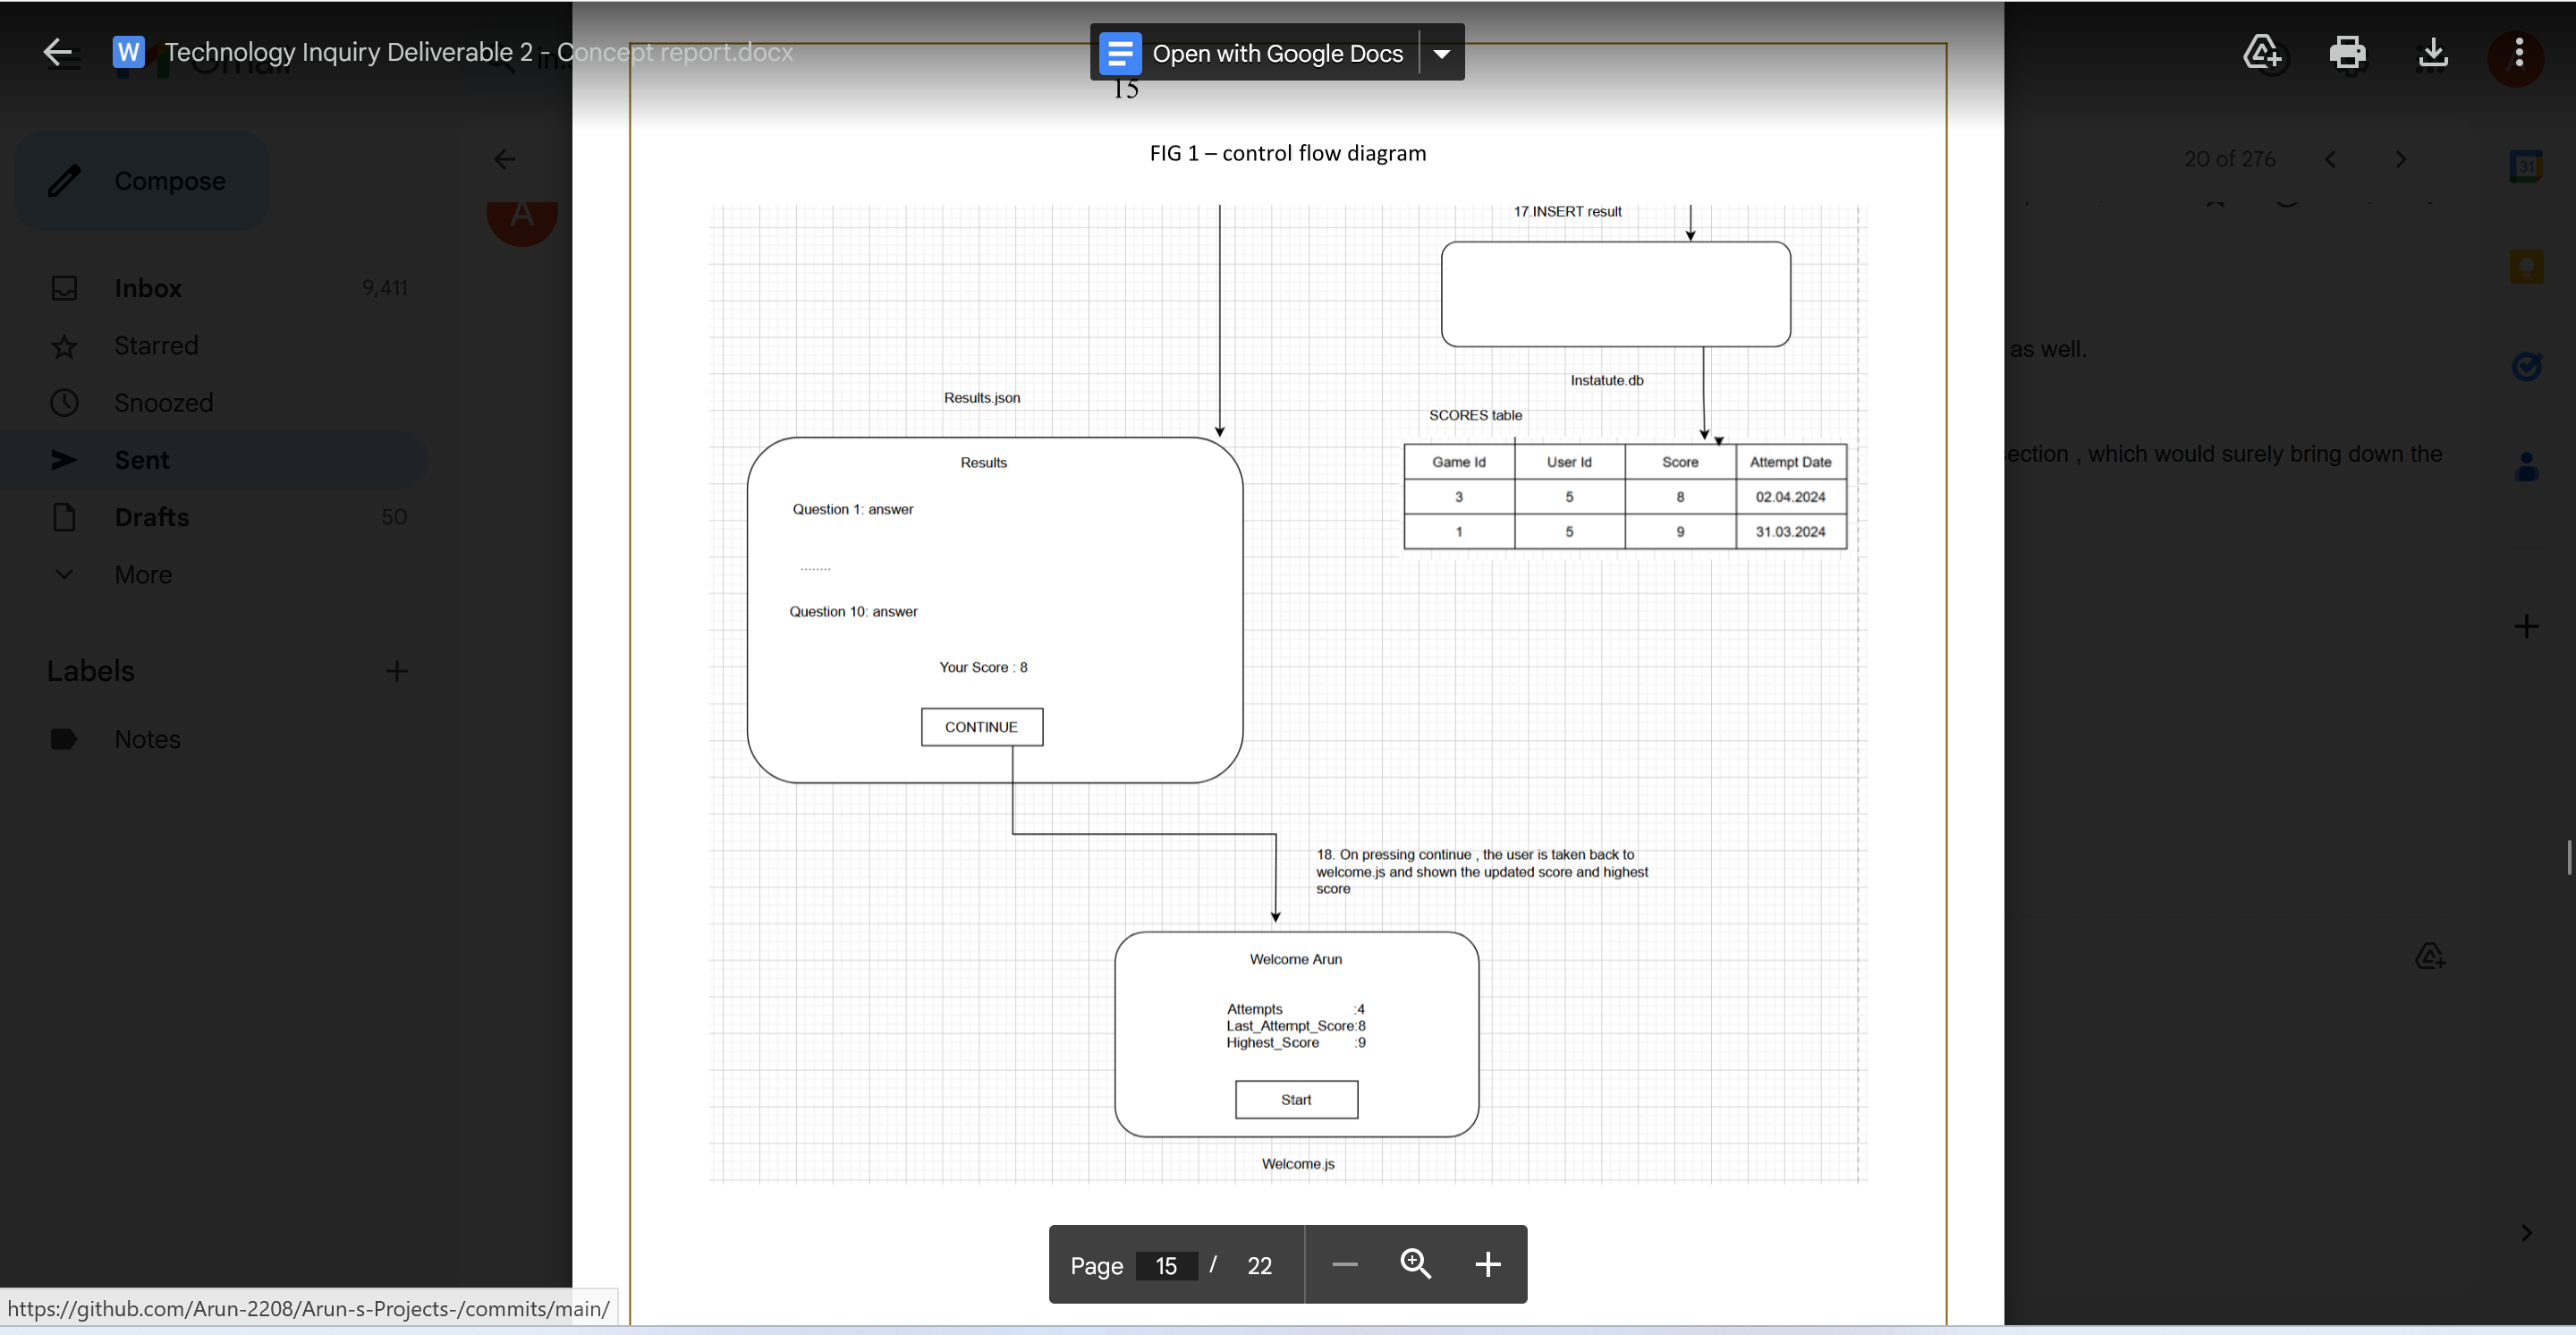 Technology Inquiry Deliverable 2 - Concept report.docx
Open with Google Docs
15
FIG 1 – control flow diagram
Compose
20 of 276
Inbox 9,411
Starred
Snoozed
Sent
Drafts 50
More
Labels
Notes
A
31
as well.
ection , which would surely bring down the
17.INSERT result
Instatute.db
Results.json
SCORES table
Game Id User Id Score Attempt Date
3 5 8 02.04.2024
1 5 9 31.03.2024
Results
Question 1: answer
........
Question 10: answer
Your Score : 8
CONTINUE
18. On pressing continue , the user is taken back to
welcome.js and shown the updated score and highest
score
Welcome Arun
Attempts :4
Last_Attempt_Score:8
Highest_Score :9
Start
Welcome.js
Page 15 / 22
https://github.com/Arun-2208/Arun-s-Projects-/commits/main/